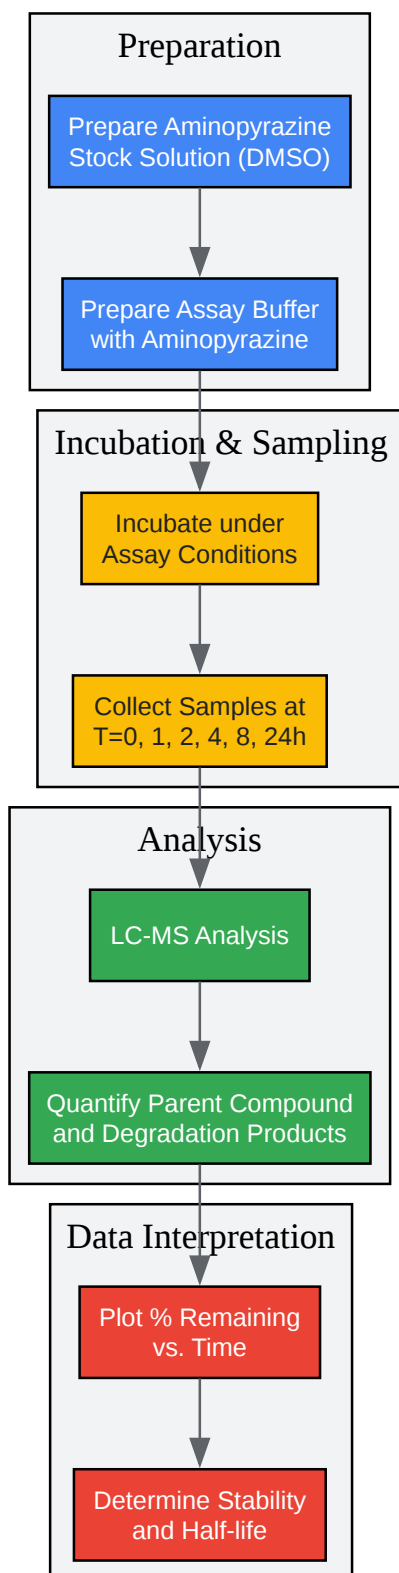 Preparation
Prepare Aminopyrazine
Stock Solution (DMSO)
Prepare Assay Buffer
with Aminopyrazine
Incubation & Sampling
Incubate under
Assay Conditions
Collect Samples at
T=0, 1, 2, 4, 8, 24h
Analysis
LC-MS Analysis
Quantify Parent Compound
and Degradation Products
Data Interpretation
Plot % Remaining
vs. Time
Determine Stability
and Half-life